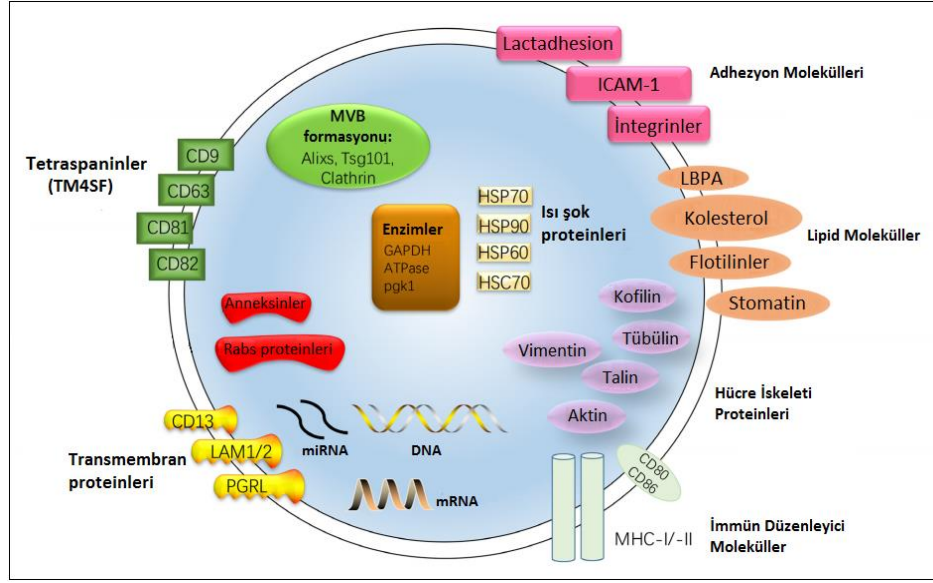 Lactadhesion
ICAM-1
İntegrinler
Adhezyon Molekülleri
MVB
formasyonu:
Alixs, Tsg101,
Clathrin
Tetraspaninler
(TM4SF)
CD9
CD63
CD81
CD82
LBPA
Kolesterol
Flotilinler
Stomatin
Lipid Moleküller
Enzimler
GAPDH
ATPase
pgk1
HSP70
HSP90
HSP60
HSC70
Isı şok
proteinleri
Anneksinler
Rabs proteinleri
Kofilin
Tübülin
Vimentin
Talin
Aktin
Hücre İskeleti
Proteinleri
CD13
LAM1/2
PGRL
Transmembran
proteinleri
miRNA
DNA
mRNA
CD80
CD86
MHC-I/-II
İmmün Düzenleyici
Moleküller